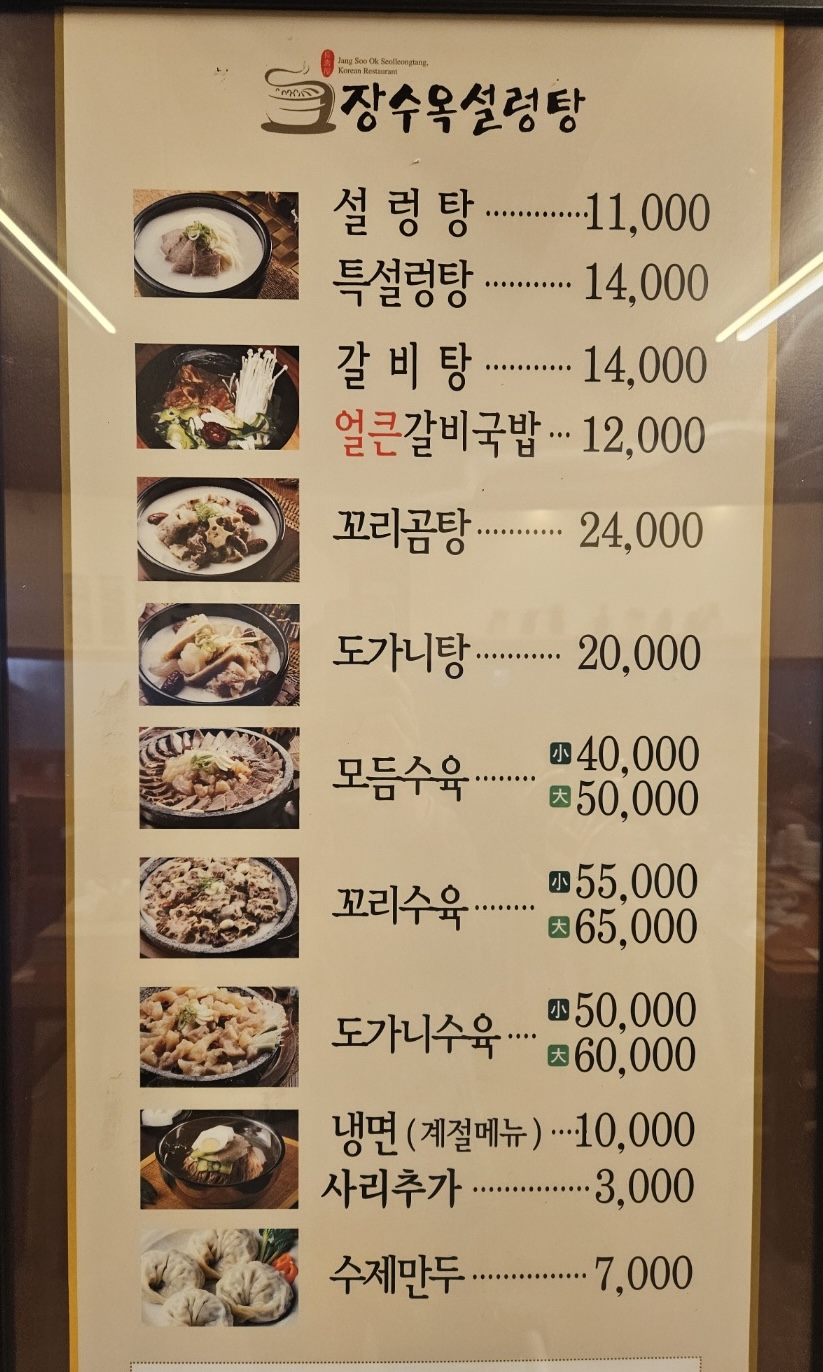 Jang Soo Ok Seolleongtang,
Korean Restaurant
장수옥설렁탕
설 렁 탕 ············· 11,000
특설렁탕 ··········· 14,000
갈 비 탕 ··········· 14,000
얼큰갈비국밥 ··· 12,000
꼬리곰탕 ··········· 24,000
도가니탕 ··········· 20,000
모듬수육 ········ 小 40,000
大 50,000
꼬리수육 ········ 小 55,000
大 65,000
도가니수육 ···· 小 50,000
大 60,000
냉면 (계절메뉴) ··· 10,000
사리추가 ··············· 3,000
수제만두 ··············· 7,000